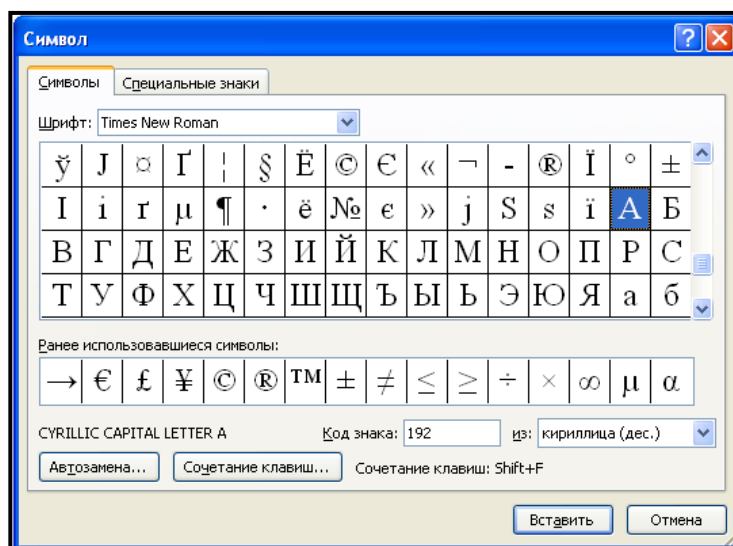 Символ
Символы Специальные знаки
Шрифт: Times New Roman
ў Ј ¤ Ґ ¦ § Ё © Є « ¬ - ® Ї ° ±
І і ґ µ ¶ · ё № є » ј Ѕ ѕ ї А Б
В Г Д Е Ж З И Й К Л М Н О П Р С
Т У Ф Х Ц Ч Ш Щ Ъ Ы Ь Э Ю Я а б
Ранее использовавшиеся символы:
→ € £ ¥ © ® ™ ± ≠ ≤ ≥ ÷ × ∞ µ α
CYRILLIC CAPITAL LETTER A Код знака: 192 из: кириллица (дес.)
Автозамена... Сочетание клавиш... Сочетание клавиш: Shift+F
Вставить Отмена